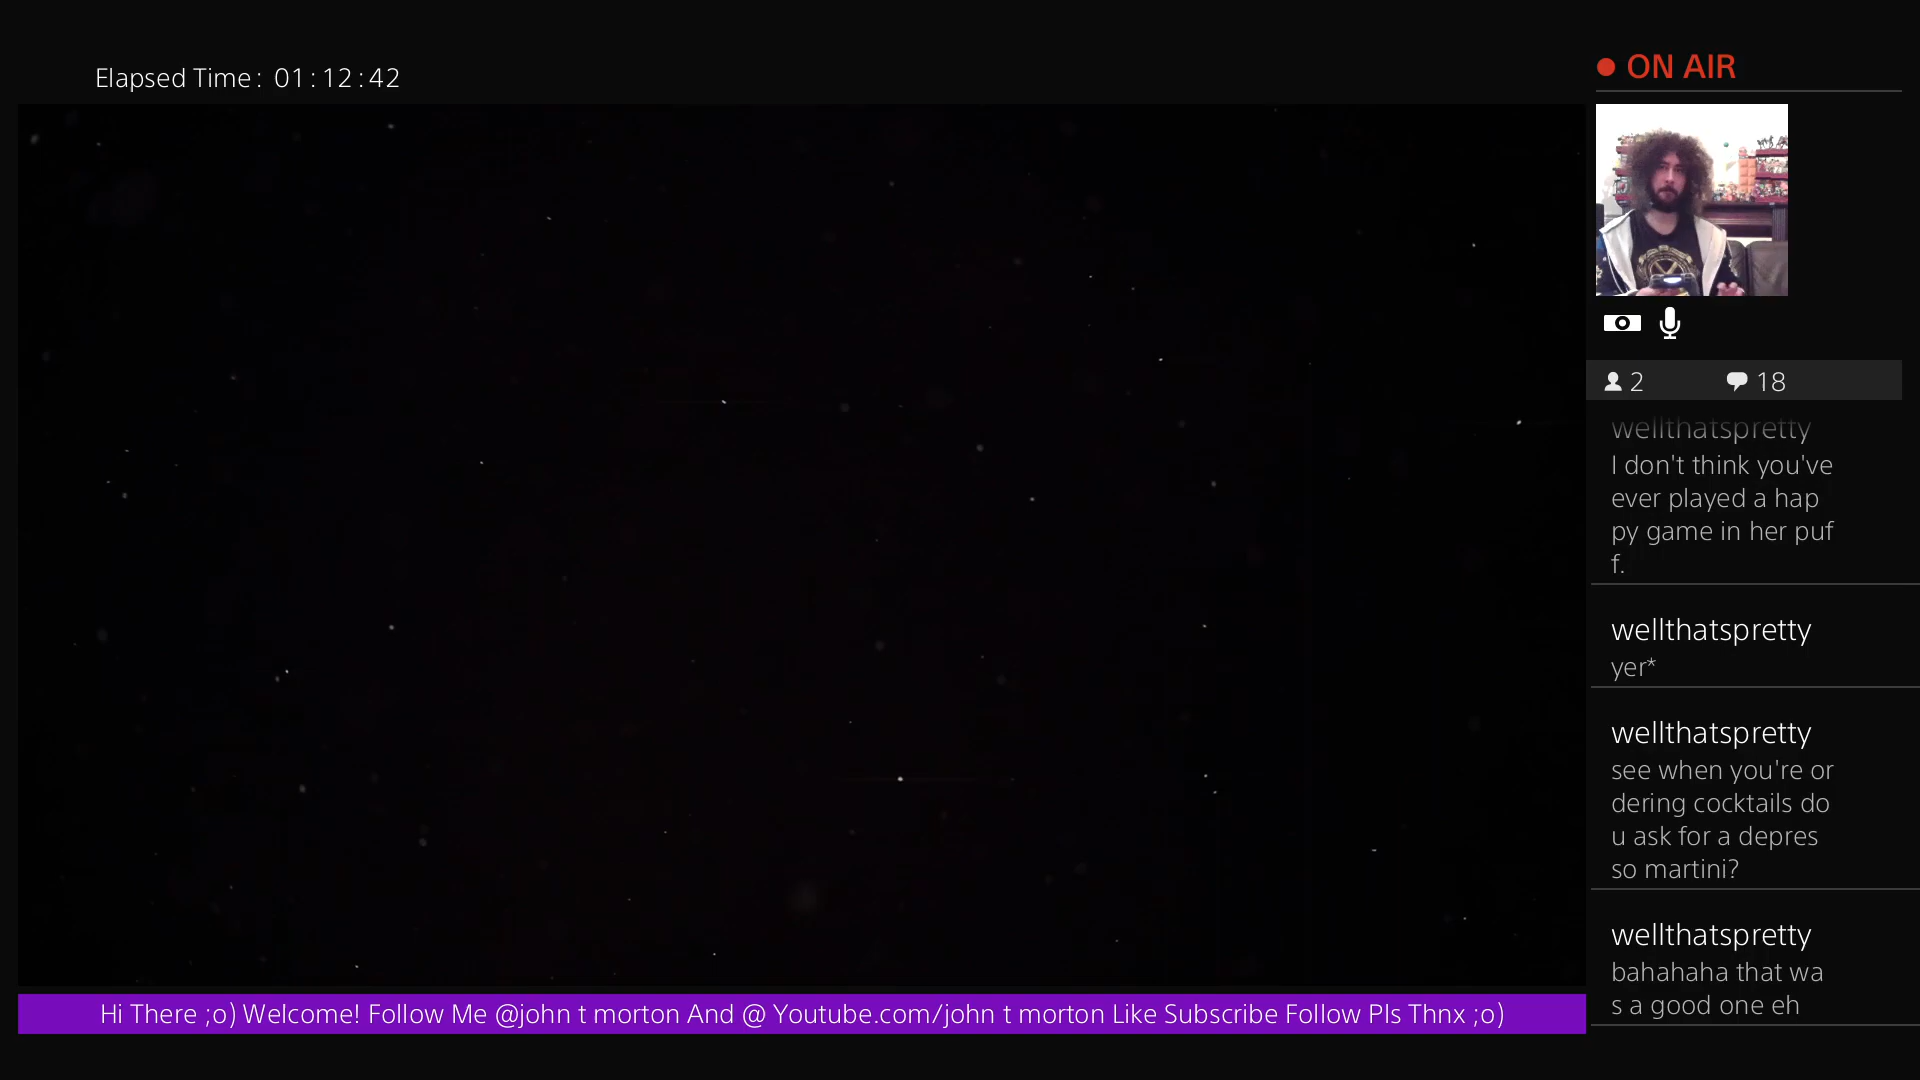 Elapsed Time: 01:12:42
ON AIR
2
18
wellthatspretty
I don't think you've
ever played a hap
py game in her puf
f.
wellthatspretty
yer*
wellthatspretty
see when you're or
dering cocktails do
u ask for a depres
so martini?
wellthatspretty
bahahaha that wa
s a good one eh
Hi There ;o) Welcome! Follow Me @john t morton And @ Youtube.com/john t morton Like Subscribe Follow Pls Thnx ;o)